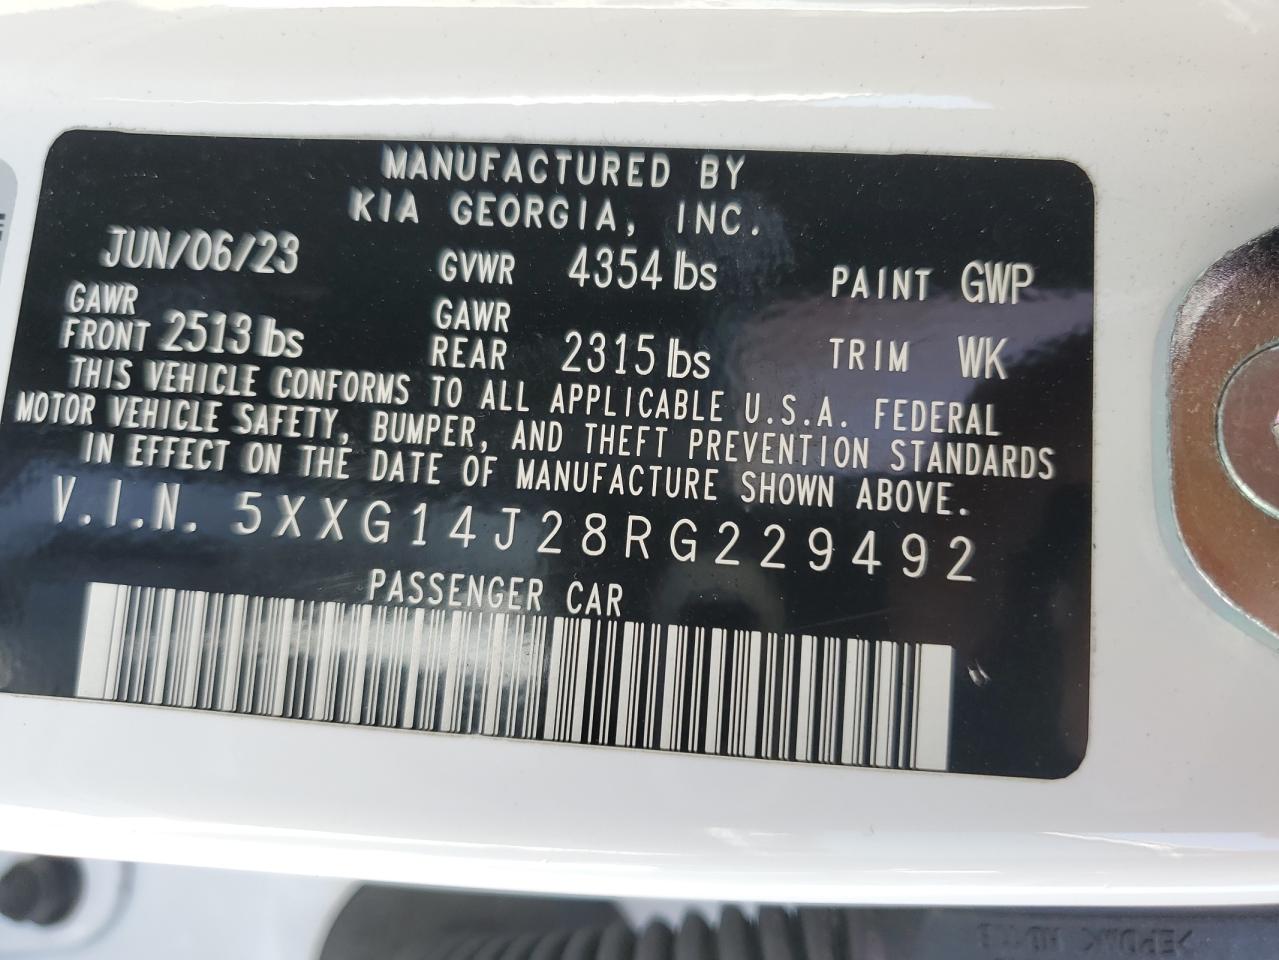 MANUFACTURED BY
KIA GEORGIA, INC.
JUN/06/23 GVWR 4354 lbs PAINT GWP
GAWR FRONT 2513 lbs GAWR REAR 2315 lbs TRIM WK
THIS VEHICLE CONFORMS TO ALL APPLICABLE U.S.A. FEDERAL
MOTOR VEHICLE SAFETY, BUMPER, AND THEFT PREVENTION STANDARDS
IN EFFECT ON THE DATE OF MANUFACTURE SHOWN ABOVE.
V.I.N. 5XXG14J28RG229492
PASSENGER CAR